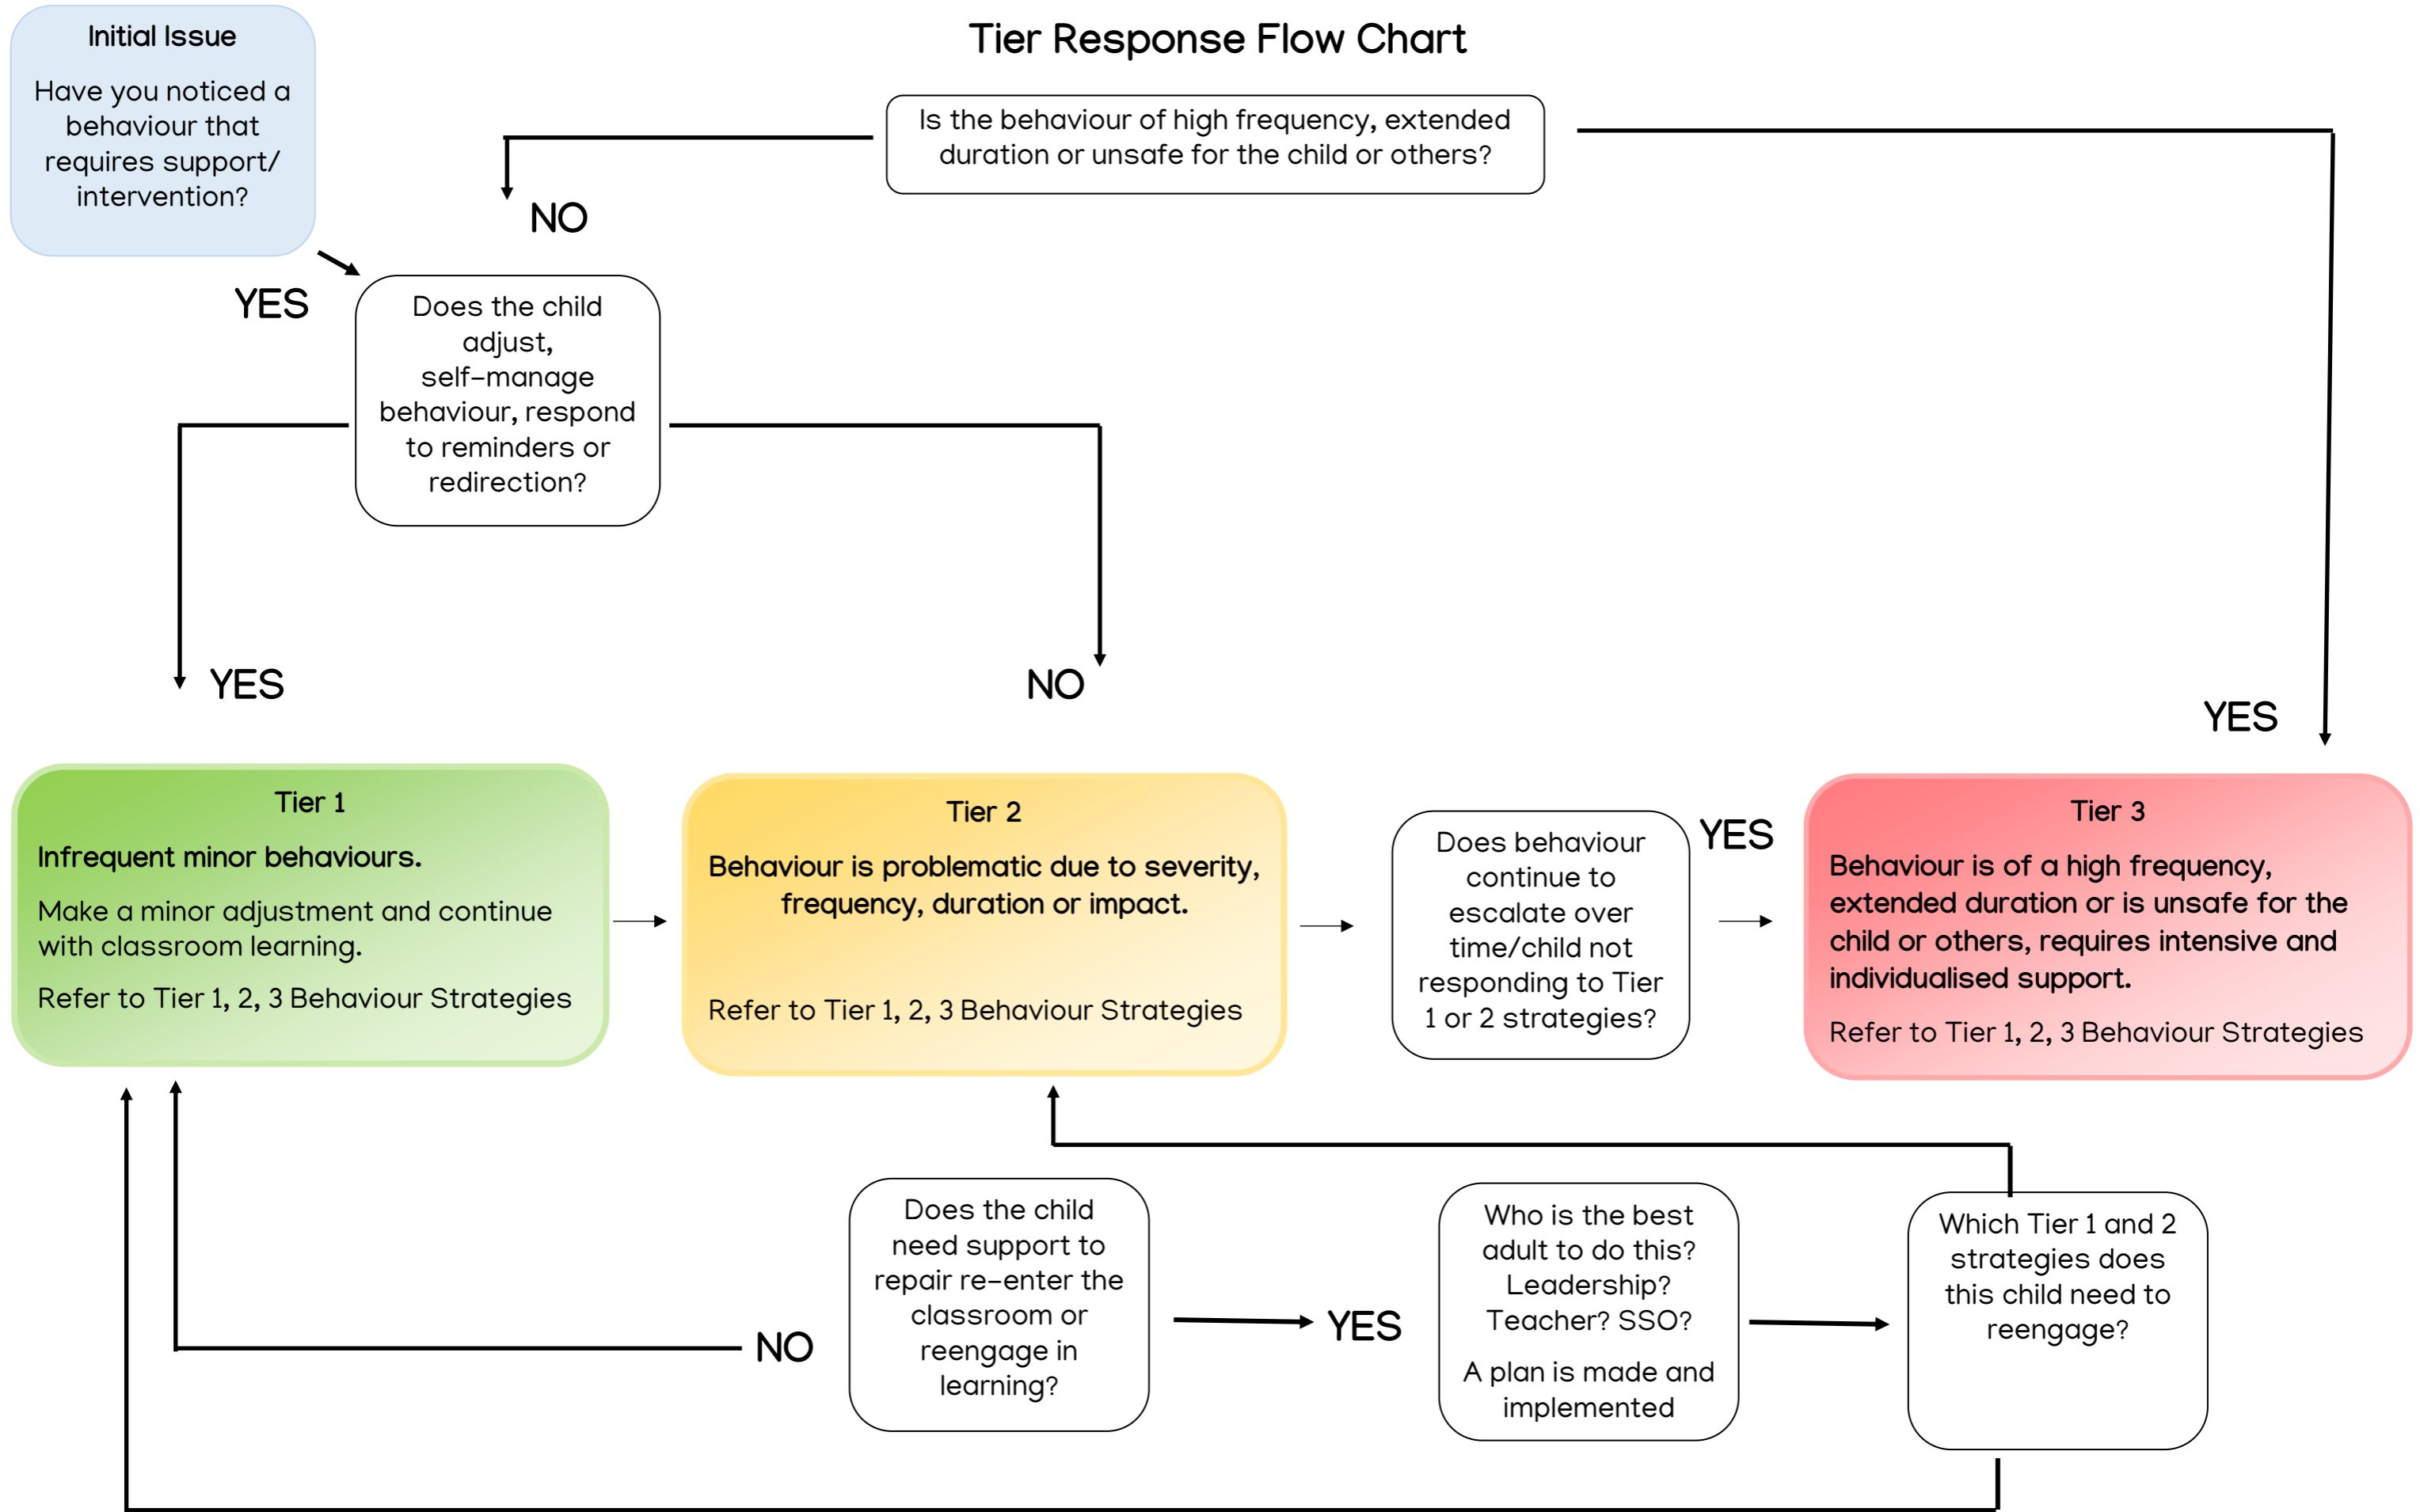 Tier Response Flow Chart
Initial Issue
Have you noticed a
behaviour that
requires support/
intervention?
Is the behaviour of high frequency, extended
duration or unsafe for the child or others?
NO
YES
Does the child
adjust,
self-manage
behaviour, respond
to reminders or
redirection?
YES
NO
YES
Tier 1
Infrequent minor behaviours.
Make a minor adjustment and continue
with classroom learning.
Refer to Tier 1, 2, 3 Behaviour Strategies
Tier 2
Behaviour is problematic due to severity,
frequency, duration or impact.
Refer to Tier 1, 2, 3 Behaviour Strategies
Does behaviour
continue to
escalate over
time/child not
responding to Tier
1 or 2 strategies?
YES
Tier 3
Behaviour is of a high frequency,
extended duration or is unsafe for the
child or others, requires intensive and
individualised support.
Refer to Tier 1, 2, 3 Behaviour Strategies
Does the child
need support to
repair re-enter the
classroom or
reengage in
learning?
NO
YES
Who is the best
adult to do this?
Leadership?
Teacher? SSO?
A plan is made and
implemented
Which Tier 1 and 2
strategies does
this child need to
reengage?